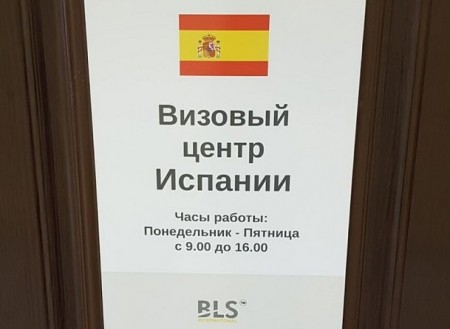 Визовый
центр
Испании
Часы работы:
Понедельник - Пятница
с 9.00 до 16.00
BLS